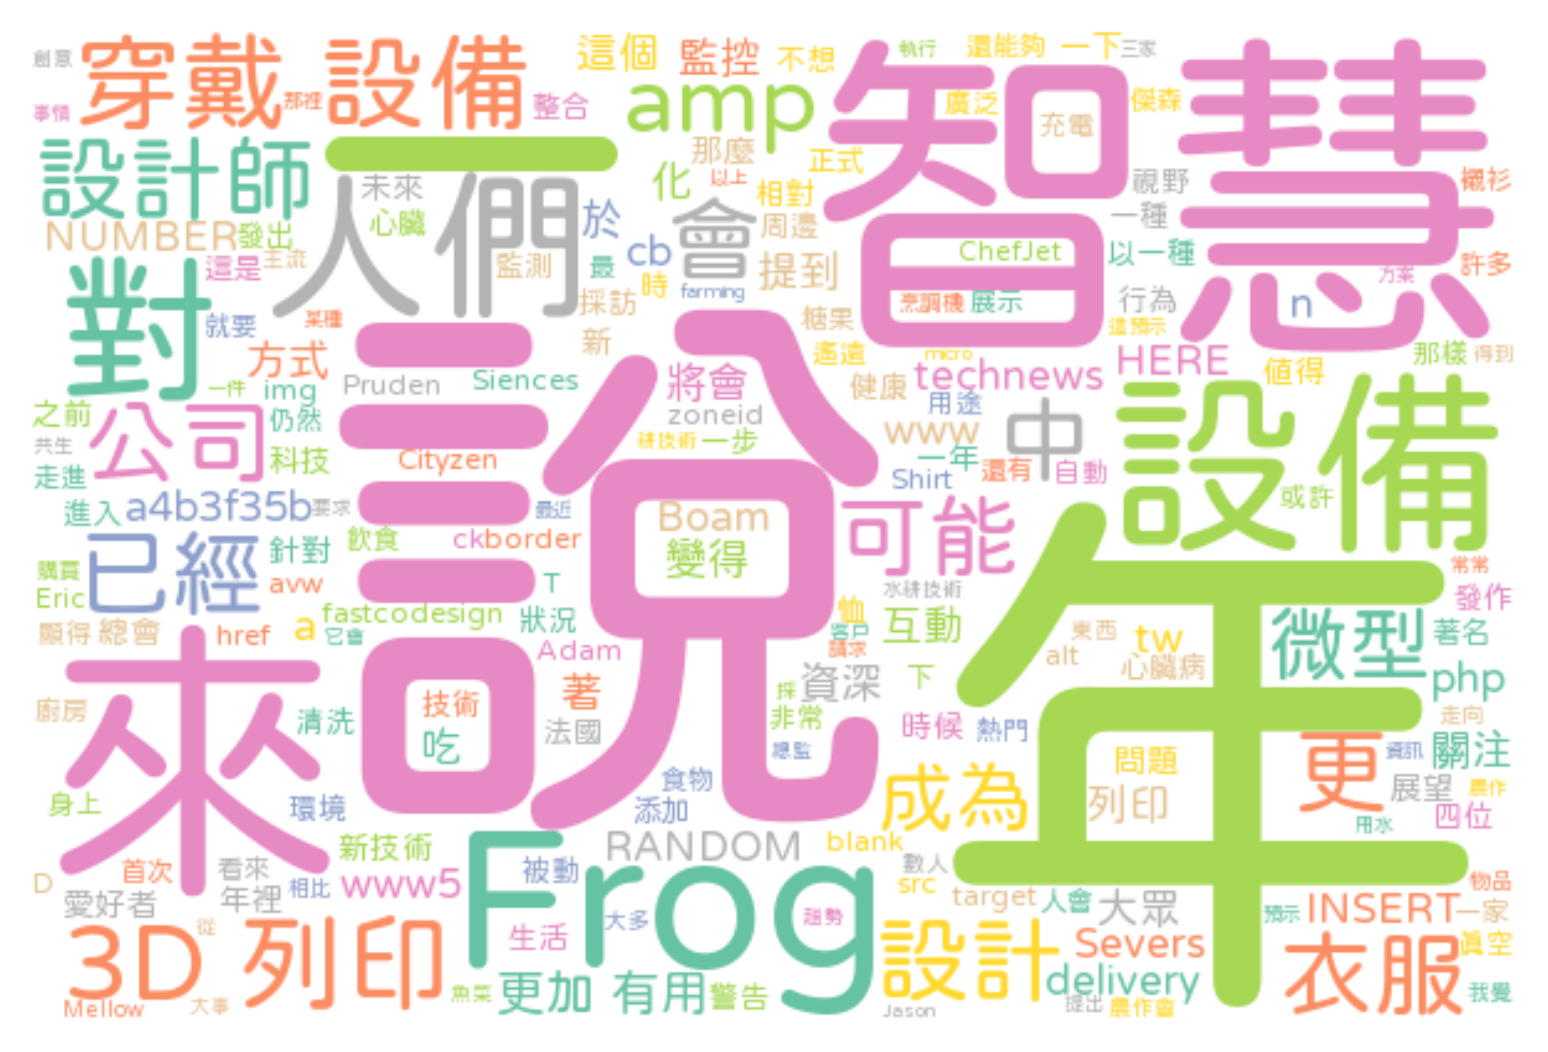 創意
穿戴 設備
這個
監控
不想
執行
還能夠
一下
三家
智慧
事情
那裡
整合
amp
廣泛
傑森
充電
設計師
一
那麼
正式
化
以上
相對
視野
襯衫
人們
未來
心臟
於
會
周邊
一種
NUMBER
發出
這是
主流
監測
cb
最
時
提到
ChefJet
以一種
許多
方案
對
採訪
farming
烹調機
展示
行為
n
就要
某種
新
糖果
這預示
方式
遙遠
micro
HERE
那樣
得到
一件
img
Pruden
Siences
將會
健康
technews
值得
之前
公司
仍然
zoneid
用途
設備
共生
科技
Cityzen
耕技術
一步
www
中
一年
還有
自動
走進
Shirt
或許
進入
a4b3f35b
要求
最近
說
Boam
變得
可能
年
已經
針對
飲食
ckborder
購買
Eric
avw
T
水耕技術
常常
發作
顯得
總會
href
a
fastcodesign
它會
狀況
恤
客戶
請求
互動
東西
tw
微型
著名
來
Adam
alt
心臟病
php
技術
著
採
資深
下
廚房
清洗
吃
法國
非常
時候
熱門
走向
總監
問題
更
資訊
關注
身上
環境
食物
添加
成為
列印
展望
農作
用水
四位
新技術
RANDOM
blank
首次
看來
D
愛好者
年裡
相比
www5
Frog
被動
數人
src
target
人會
大眾
物品
預示
INSERT
一家
3D 列印
從
生活
大多
趨勢
設計
Severs
衣服
真空
Mellow
大事
魚菜
更加
有用
警告
delivery
Jason
提出
農作會
我覺